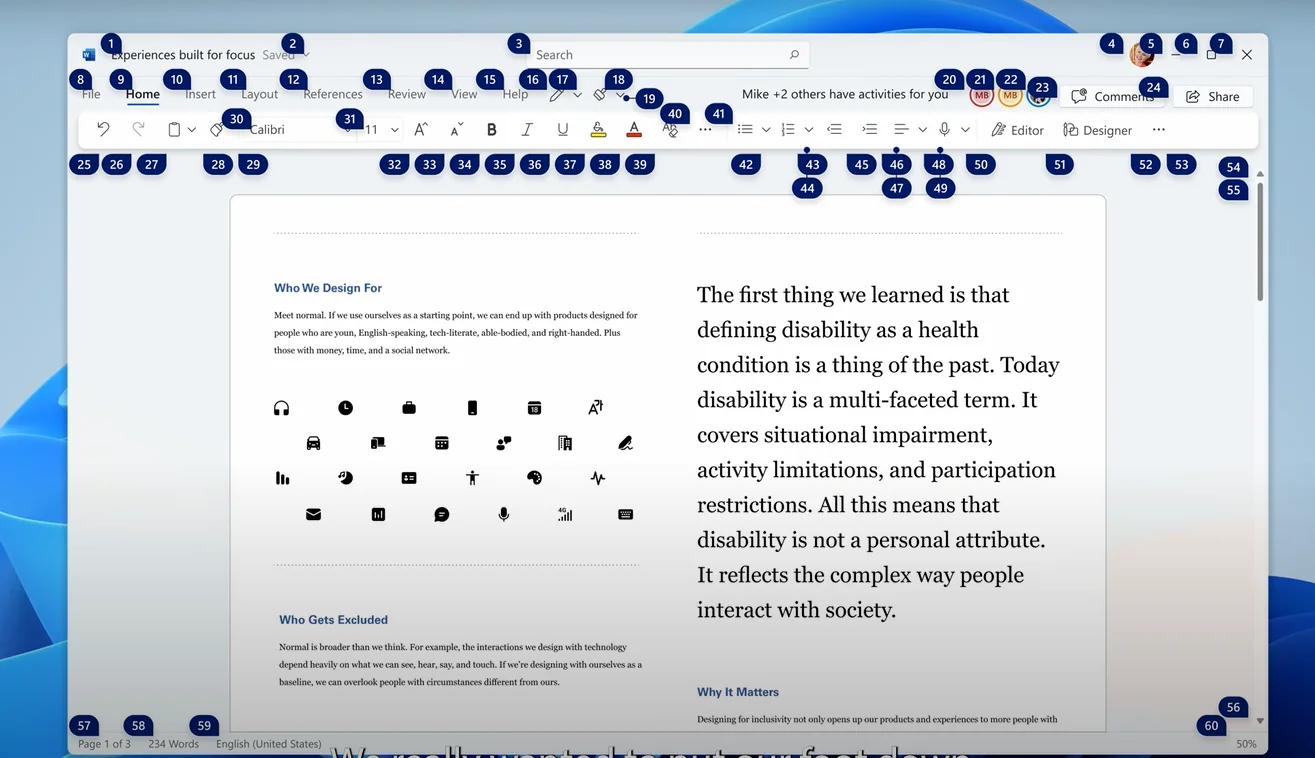 1 2 3 4 5 6 7
Experiences built for focus Saved Search
8 9 10 11 12 13 14 15 16 17 18 19 20 21 22 23 24
File Home Insert Layout References Review View Help Mike +2 others have activities for you MB MB Comments Share
30 31 40 41
Calibri 11 A A B I U A Editor Designer
25 26 27 28 29 32 33 34 35 36 37 38 39 42 43 45 46 48 50 51 52 53 54
44 47 49 55
Who We Design For
Meet normal. If we use ourselves as a starting point, we can end up with products designed for
people who are youn, English-speaking, tech-literate, able-bodied, and right-handed. Plus
those with money, time, and a social network.
18
4G
Who Gets Excluded
Normal is broader than we think. For example, the interactions we design with technology
depend heavily on what we can see, hear, say, and touch. If we're designing with ourselves as a
baseline, we can overlook people with circumstances different from ours.
The first thing we learned is that
defining disability as a health
condition is a thing of the past. Today
disability is a multi-faceted term. It
covers situational impairment,
activity limitations, and participation
restrictions. All this means that
disability is not a personal attribute.
It reflects the complex way people
interact with society.
Why It Matters
Designing for inclusivity not only opens up our products and experiences to more people with
56
57 58 59 60
Page 1 of 3 234 Words English (United States) 50%
We really wanted to put our foot down